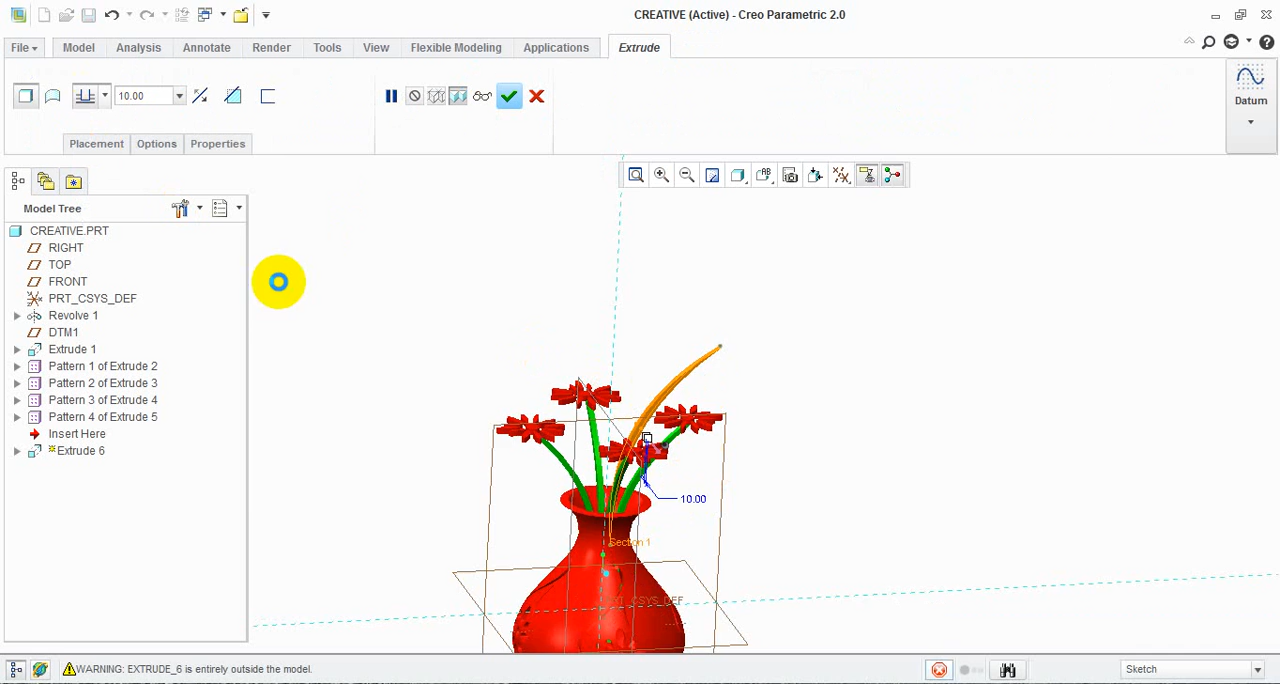 CREATIVE (Active) - Creo Parametric 2.0
File Model Analysis Annotate Render Tools View Flexible Modeling Applications Extrude
10.00
Datum
Placement Options Properties
Model Tree
CREATIVE.PRT
RIGHT
TOP
FRONT
PRT_CSYS_DEF
Revolve 1
DTM1
Extrude 1
Pattern 1 of Extrude 2
Pattern 2 of Extrude 3
Pattern 3 of Extrude 4
Pattern 4 of Extrude 5
Insert Here
Extrude 6
10.00
Section 1
WARNING: EXTRUDE_6 is entirely outside the model.
Sketch